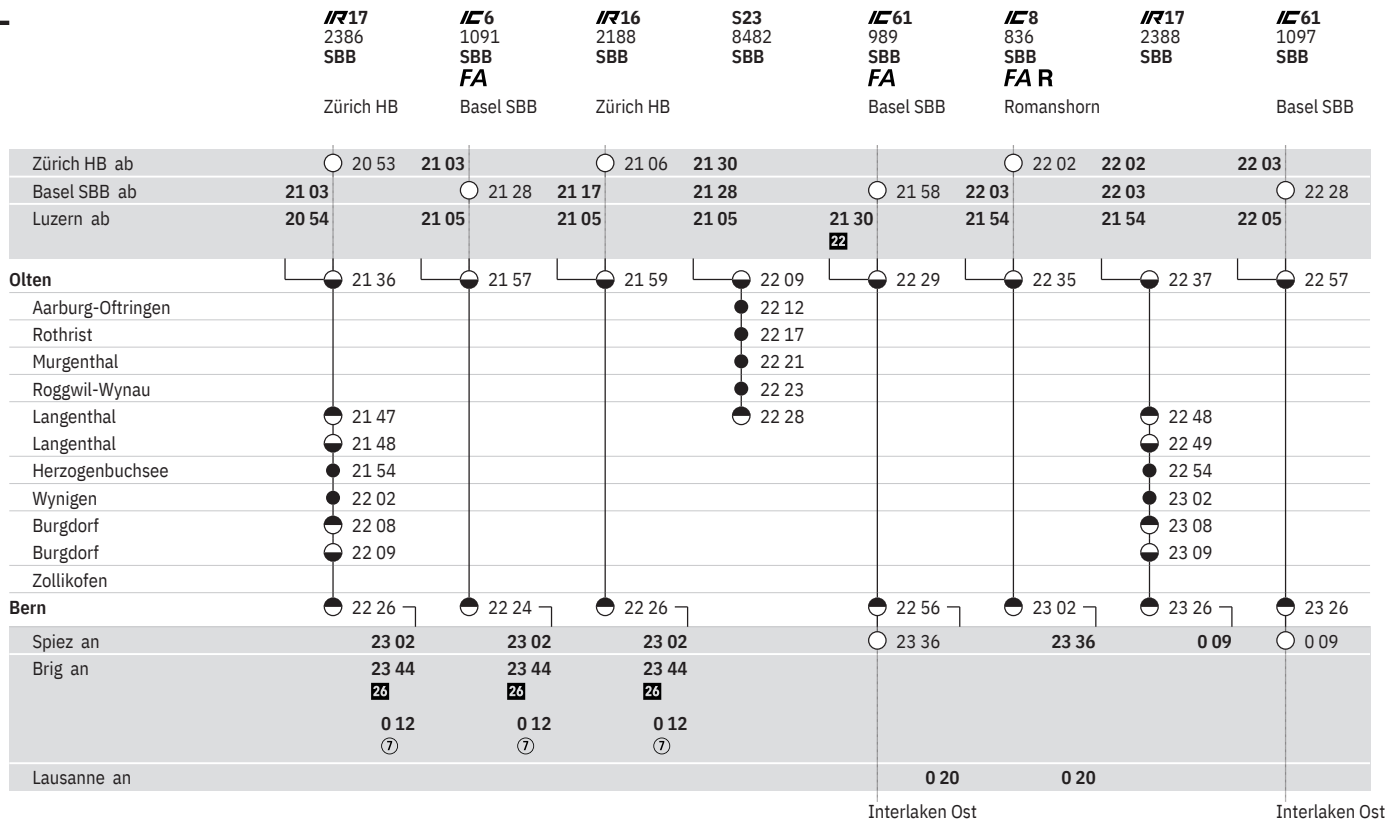 IR17 IC6 IR16 S23 IC61 IC8 IR17 IC61
2386 1091 2188 8482 989 836 2388 1097
SBB SBB SBB SBB SBB SBB SBB SBB
FA FA FA R
Zürich HB Basel SBB Zürich HB Basel SBB Romanshorn Basel SBB
Zürich HB ab 20 53 21 03 21 06 21 30 22 02 22 02 22 03
Basel SBB ab 21 03 21 28 21 17 21 28 21 58 22 03 22 03 22 28
Luzern ab 20 54 21 05 21 05 21 05 21 30 21 54 21 54 22 05
22
Olten 21 36 21 57 21 59 22 09 22 29 22 35 22 37 22 57
Aarburg-Oftringen 22 12
Rothrist 22 17
Murgenthal 22 21
Roggwil-Wynau 22 23
Langenthal 21 47 22 28 22 48
Langenthal 21 48 22 49
Herzogenbuchsee 21 54 22 54
Wynigen 22 02 23 02
Burgdorf 22 08 23 08
Burgdorf 22 09 23 09
Zollikofen
Bern 22 26 22 24 22 26 22 56 23 02 23 26 23 26
Spiez an 23 02 23 02 23 02 23 36 23 36 0 09 0 09
Brig an 23 44 23 44 23 44
26 26 26
0 12 0 12 0 12
7 7 7
Lausanne an 0 20 0 20
Interlaken Ost Interlaken Ost